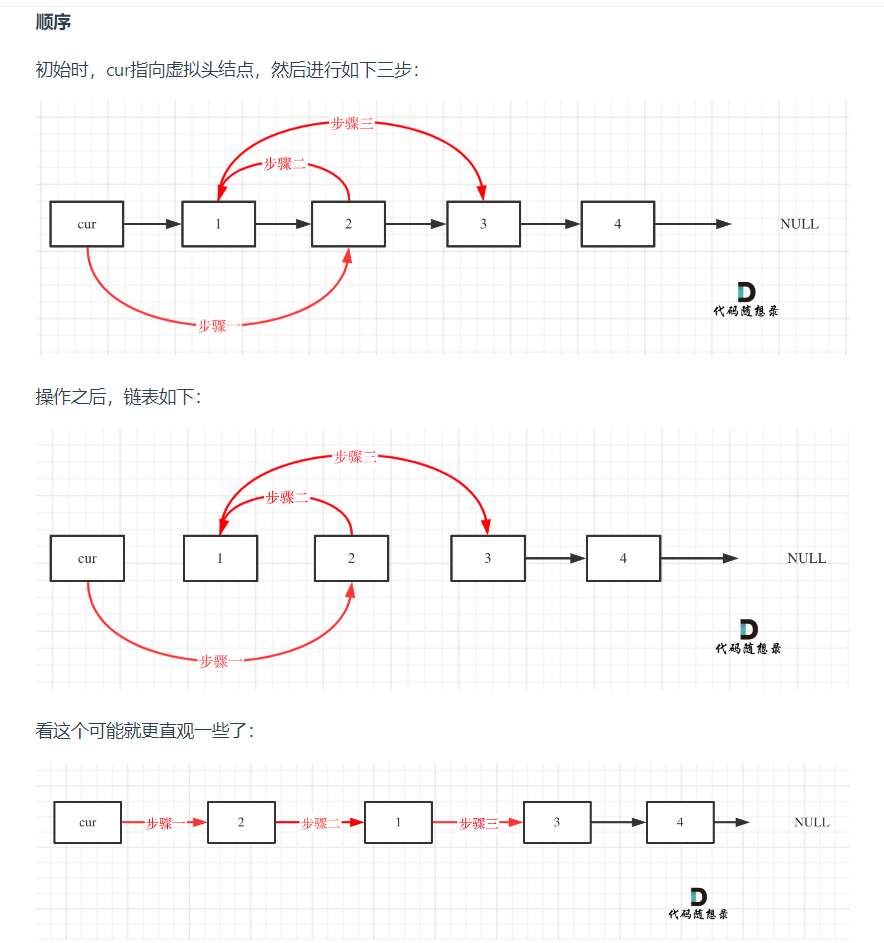 顺序
初始时，cur指向虚拟头结点，然后进行如下三步：
步骤三
步骤二
cur 1 2 3 4 NULL
步骤一
代码随想录
操作之后，链表如下：
步骤三
步骤二
cur 1 2 3 4 NULL
步骤一
代码随想录
看这个可能就更直观一些了：
cur 步骤一 2 步骤二 1 步骤三 3 4 NULL
代码随想录